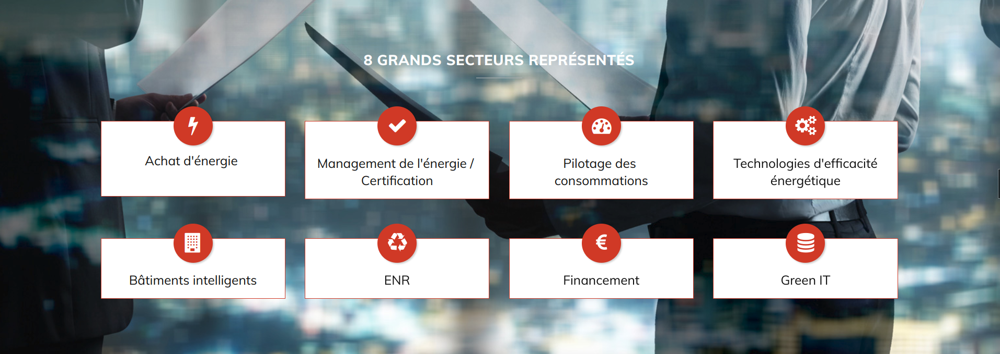 8 GRANDS SECTEURS REPRÉSENTÉS
Achat d'énergie
Management de l'énergie /
Certification
Pilotage des
consommations
Technologies d'efficacité
énergétique
Bâtiments intelligents
ENR
Financement
€
Green IT